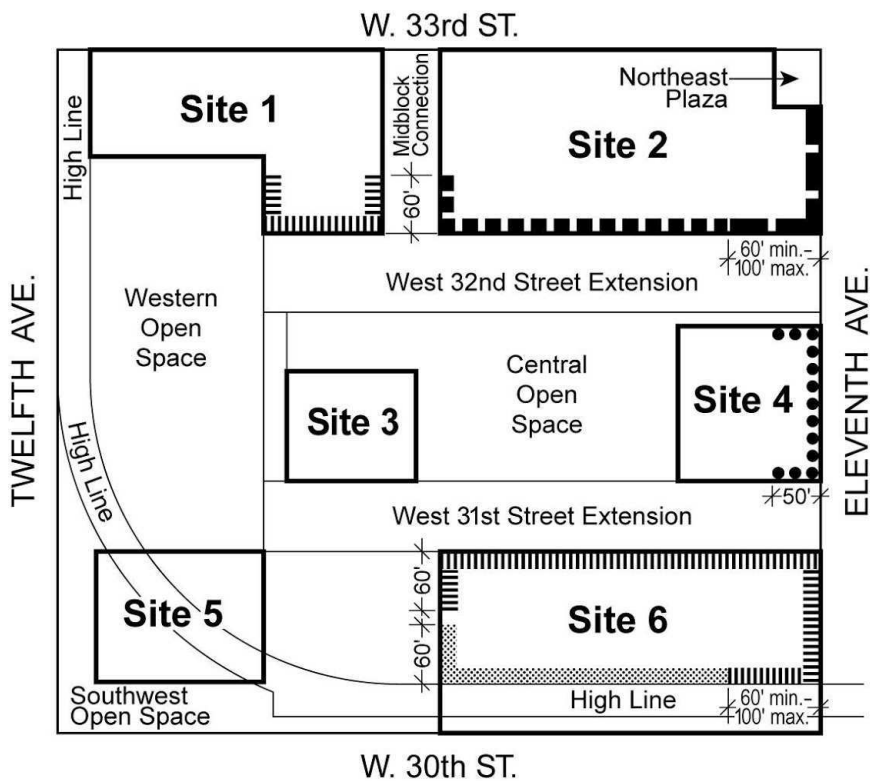 W. 33rd ST.
High Line
Site 1
Midblock
Connection
60'
Northeast
Plaza
Site 2
60' min.–
100' max.
West 32nd Street Extension
TWELFTH AVE.
Western
Open
Space
Central
Open
Space
Site 3
Site 4
ELEVENTH AVE.
High Line
50'
West 31st Street Extension
60'
60'
Site 5
Site 6
Southwest
Open Space
High Line
60' min.–
100' max.
W. 30th ST.